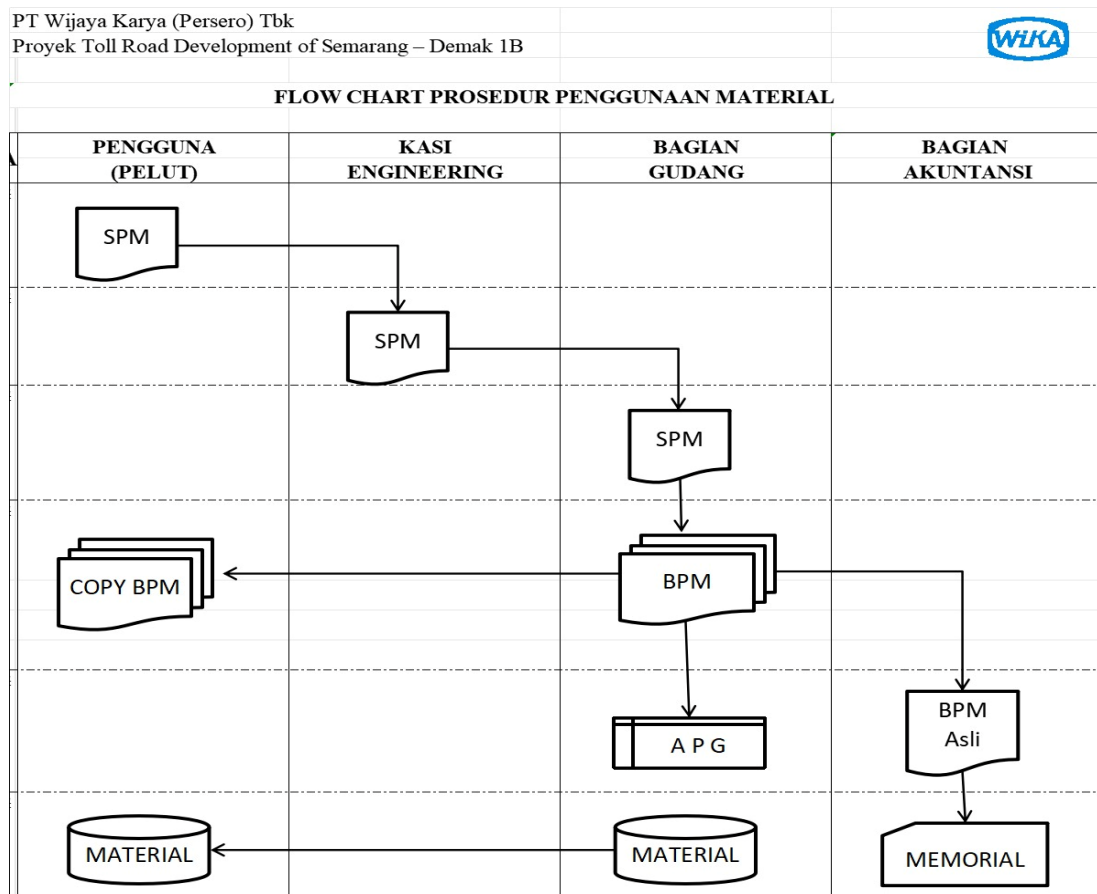 PT Wijaya Karya (Persero) Tbk
Proyek Toll Road Development of Semarang – Demak 1B
WIKA
FLOW CHART PROSEDUR PENGGUNAAN MATERIAL
PENGGUNA
(PELUT)
KASI
ENGINEERING
BAGIAN
GUDANG
BAGIAN
AKUNTANSI
SPM
SPM
SPM
COPY BPM
BPM
BPM
Asli
A P G
MATERIAL
MATERIAL
MEMORIAL